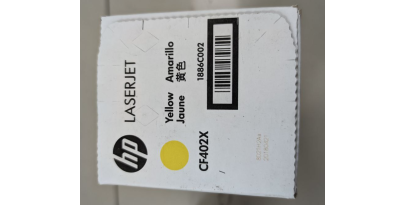 hp
LASERJET
Yellow Amarillo
Jaune 黄色
CF402X
1886C002